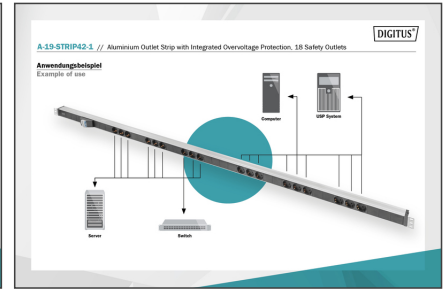 DIGITUS®
A-19-STRIP42-1 // Aluminium Outlet Strip with Integrated Overvoltage Protection, 18 Safety Outlets
Anwendungsbeispiel
Example of use
Computer
USP System
Server
Switch